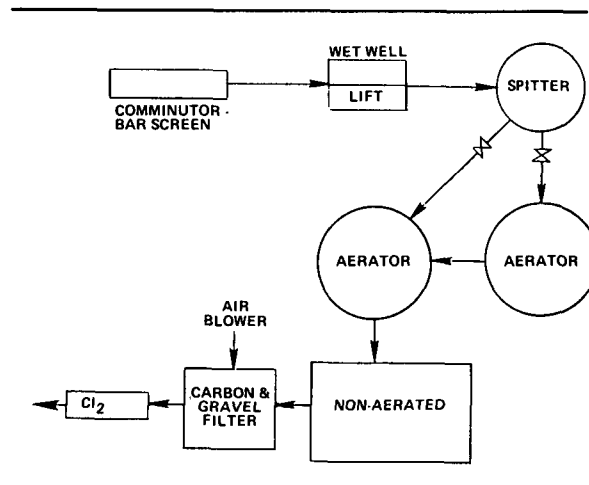 WET WELL
LIFT
SPITTER
COMMINUTOR -
BAR SCREEN
AERATOR
AERATOR
AIR
BLOWER
Cl2
CARBON &
GRAVEL
FILTER
NON-AERATED